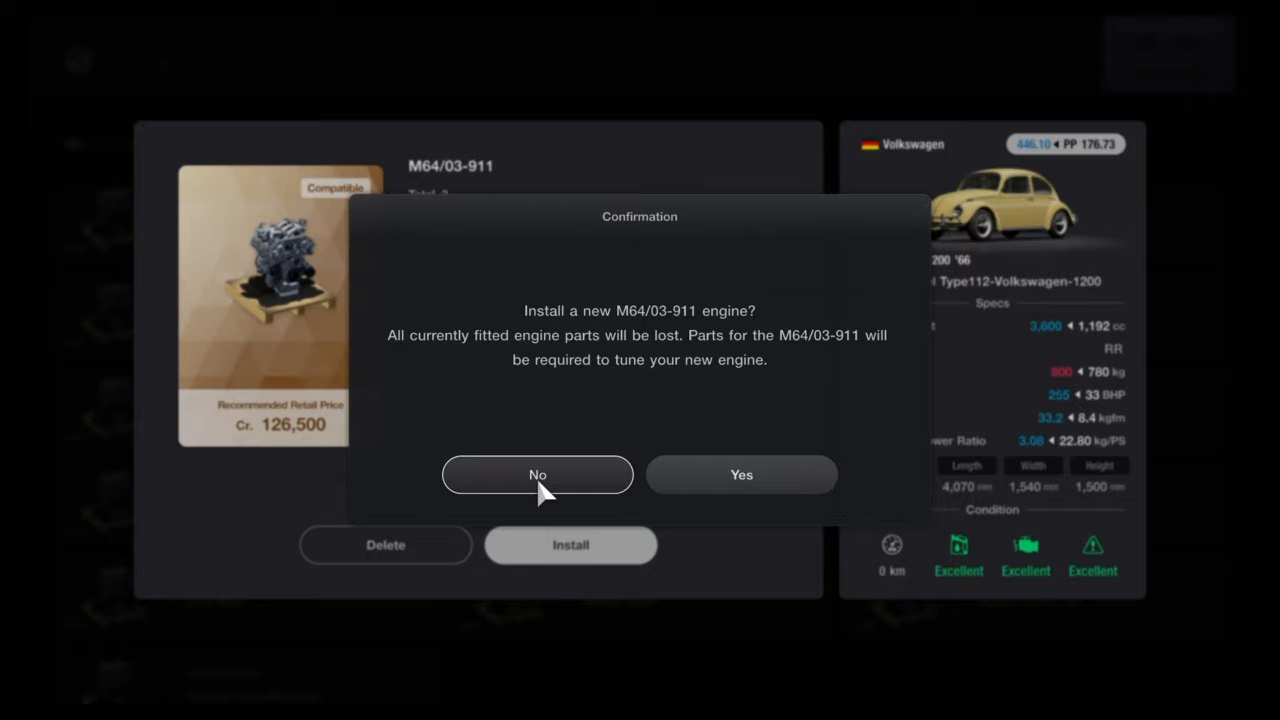 M64/03-911
Compatible
Recommended Retail Price
Cr. 126,500
Delete
Install
Confirmation
Install a new M64/03-911 engine?
All currently fitted engine parts will be lost. Parts for the M64/03-911 will
be required to tune your new engine.
No
Yes
Volkswagen
446.10 ◀ PP 176.73
200 '66
Type112-Volkswagen-1200
Specs
3,600 ◀ 1,192 cc
RR
800 ◀ 780 kg
255 ◀ 33 BHP
33.2 ◀ 8.4 kgfm
wer Ratio 3.08 ◀ 22.80 kg/PS
Length Width Height
4,070 mm 1,540 mm 1,500 mm
Condition
0 km Excellent Excellent Excellent